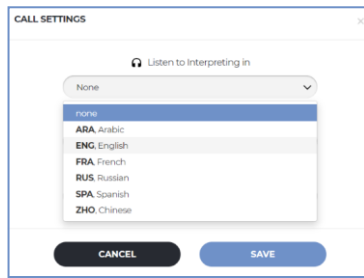 CALL SETTINGS
×
Listen to Interpreting in
None
none
ARA, Arabic
ENG, English
FRA, French
RUS, Russian
SPA, Spanish
ZHO, Chinese
CANCEL
SAVE